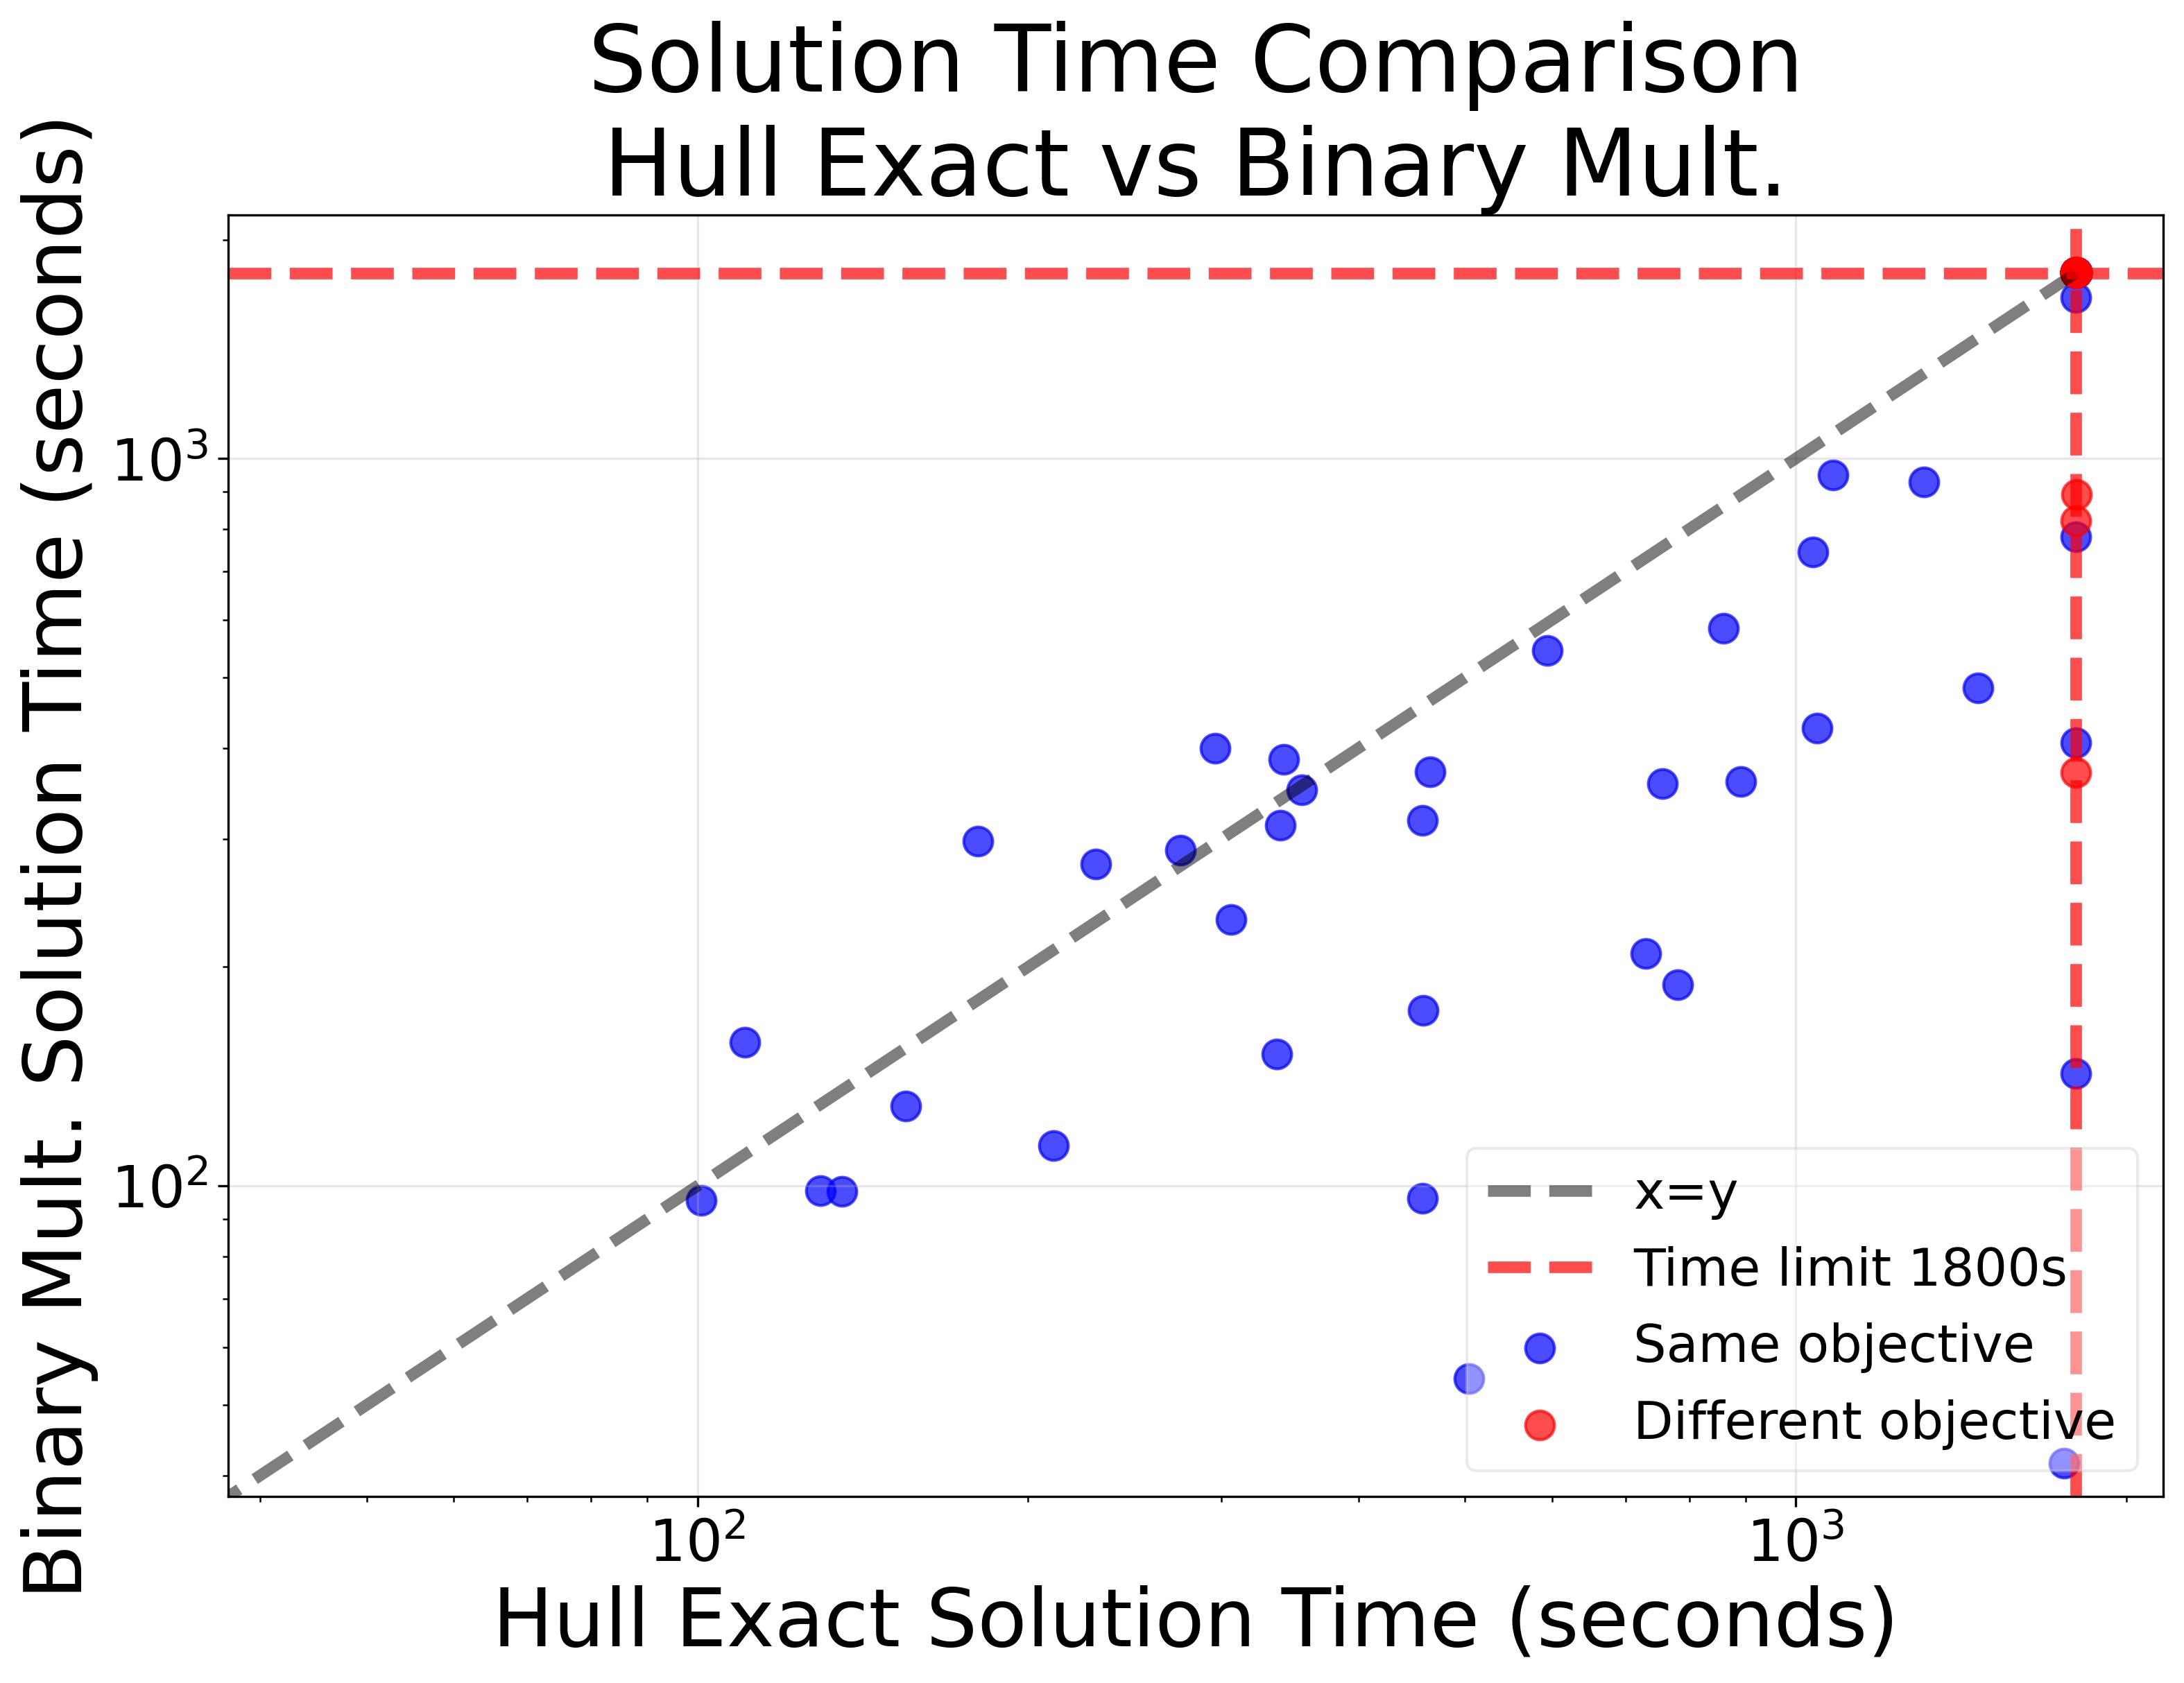 Solution Time Comparison
Hull Exact vs Binary Mult.
Binary Mult. Solution Time (seconds)
10³
10²
x=y
Time limit 1800s
Same objective
Different objective
10²
10³
Hull Exact Solution Time (seconds)